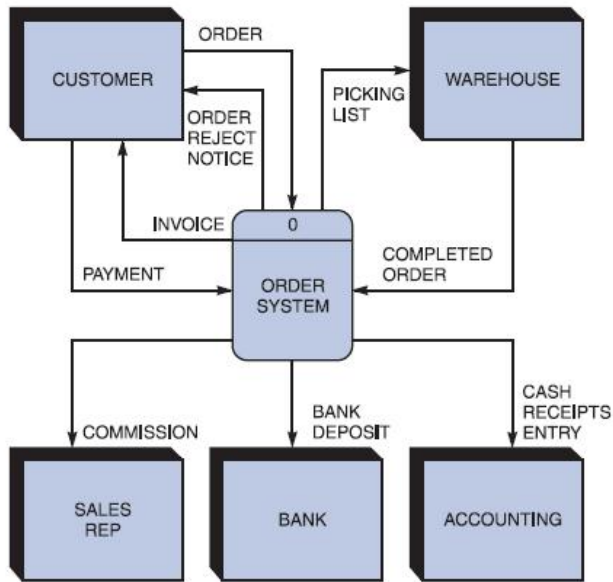 ORDER
CUSTOMER
WAREHOUSE
ORDER
REJECT
NOTICE
PICKING
LIST
INVOICE
0
PAYMENT
ORDER
SYSTEM
COMPLETED
ORDER
COMMISSION
BANK
DEPOSIT
CASH
RECEIPTS
ENTRY
SALES
REP
BANK
ACCOUNTING